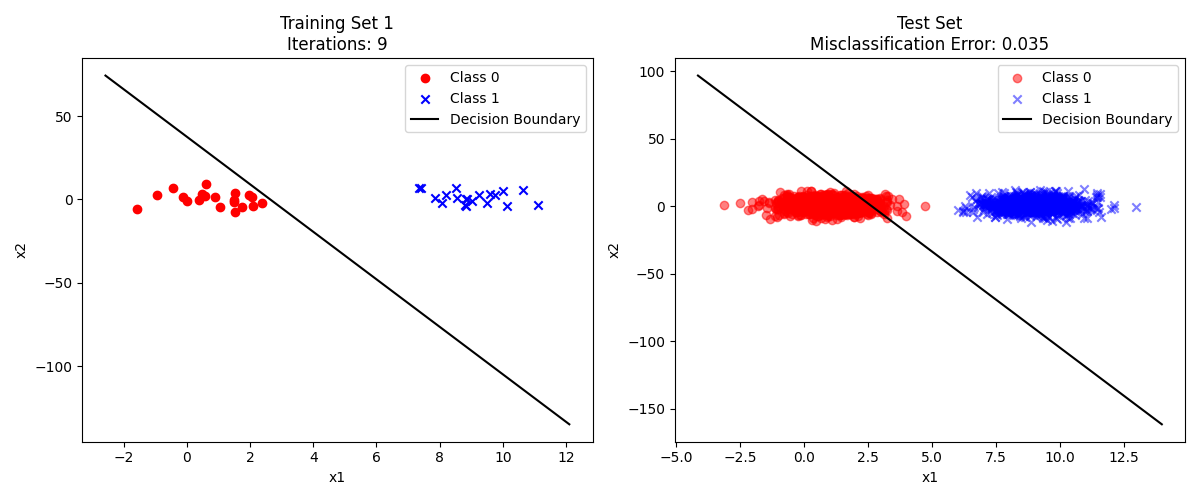 Training Set 1
Iterations: 9
Class 0
Class 1
Decision Boundary
50
0
−50
−100
x2
−2
0
2
4
6
8
10
12
x1
Test Set
Misclassification Error: 0.035
Class 0
Class 1
Decision Boundary
100
50
0
−50
−100
−150
x2
−5.0
−2.5
0.0
2.5
5.0
7.5
10.0
12.5
x1